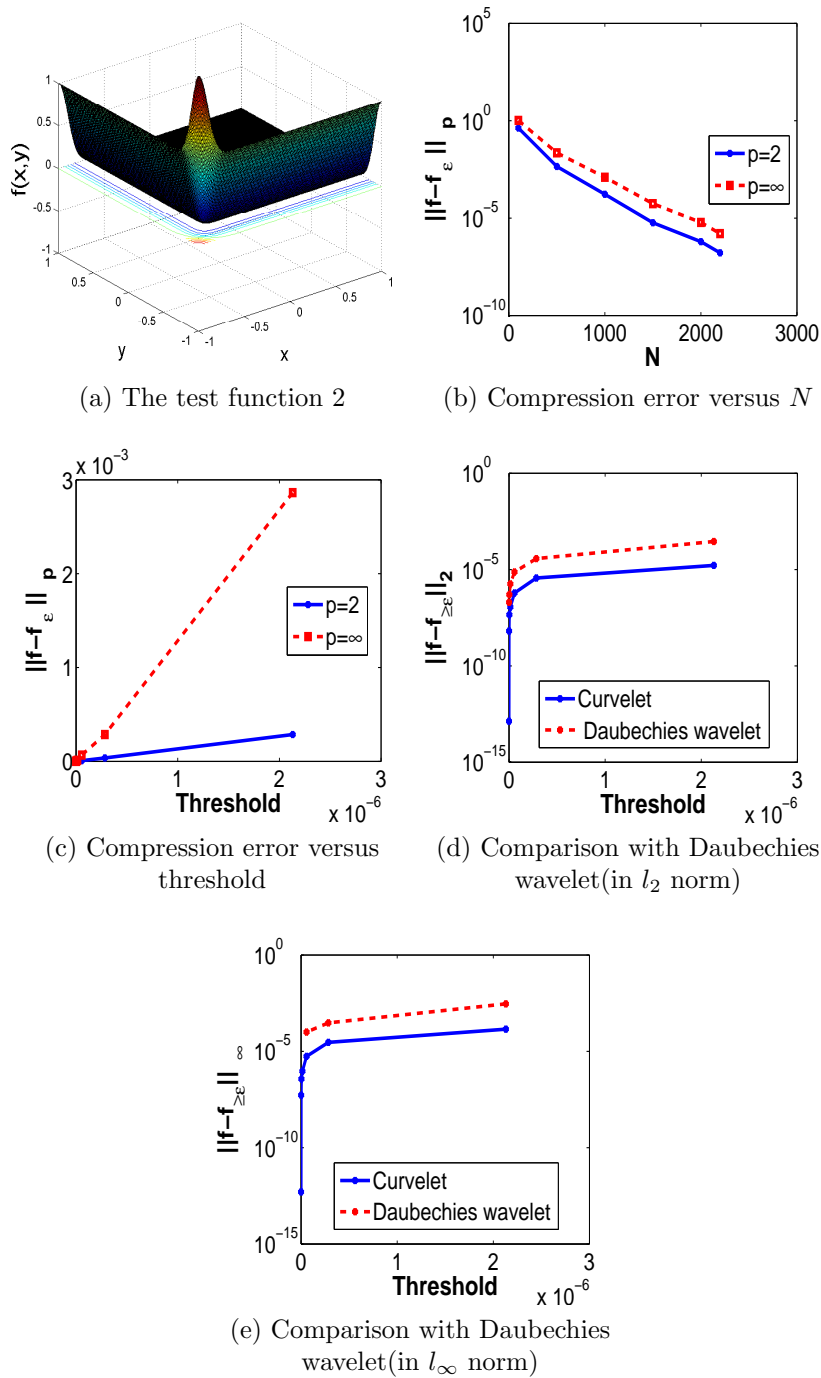 1
0.5
0
-0.5
-1
f(x,y)
1
0.5
0
0.5
-1
y
-1
-0.5
0
0.5
1
x
(a) The test function 2
10^5
10^0
10^−5
10^−10
||f−f_ε||_p
p=2
p=∞
0 1000 2000 3000
N
(b) Compression error versus N
3 x 10^−3
2
1
0
||f−f_ε||_p
p=2
p=∞
0 1 2 3
Threshold x 10^−6
(c) Compression error versus
threshold
10^0
10^−5
10^−10
10^−15
||f−f_≥ε||_2
Curvelet
Daubechies wavelet
0 1 2 3
Threshold x 10^−6
(d) Comparison with Daubechies
wavelet(in l_2 norm)
10^0
10^−5
10^−10
10^−15
||f−f_≥ε||_∞
Curvelet
Daubechies wavelet
0 1 2 3
Threshold x 10^−6
(e) Comparison with Daubechies
wavelet(in l_∞ norm)